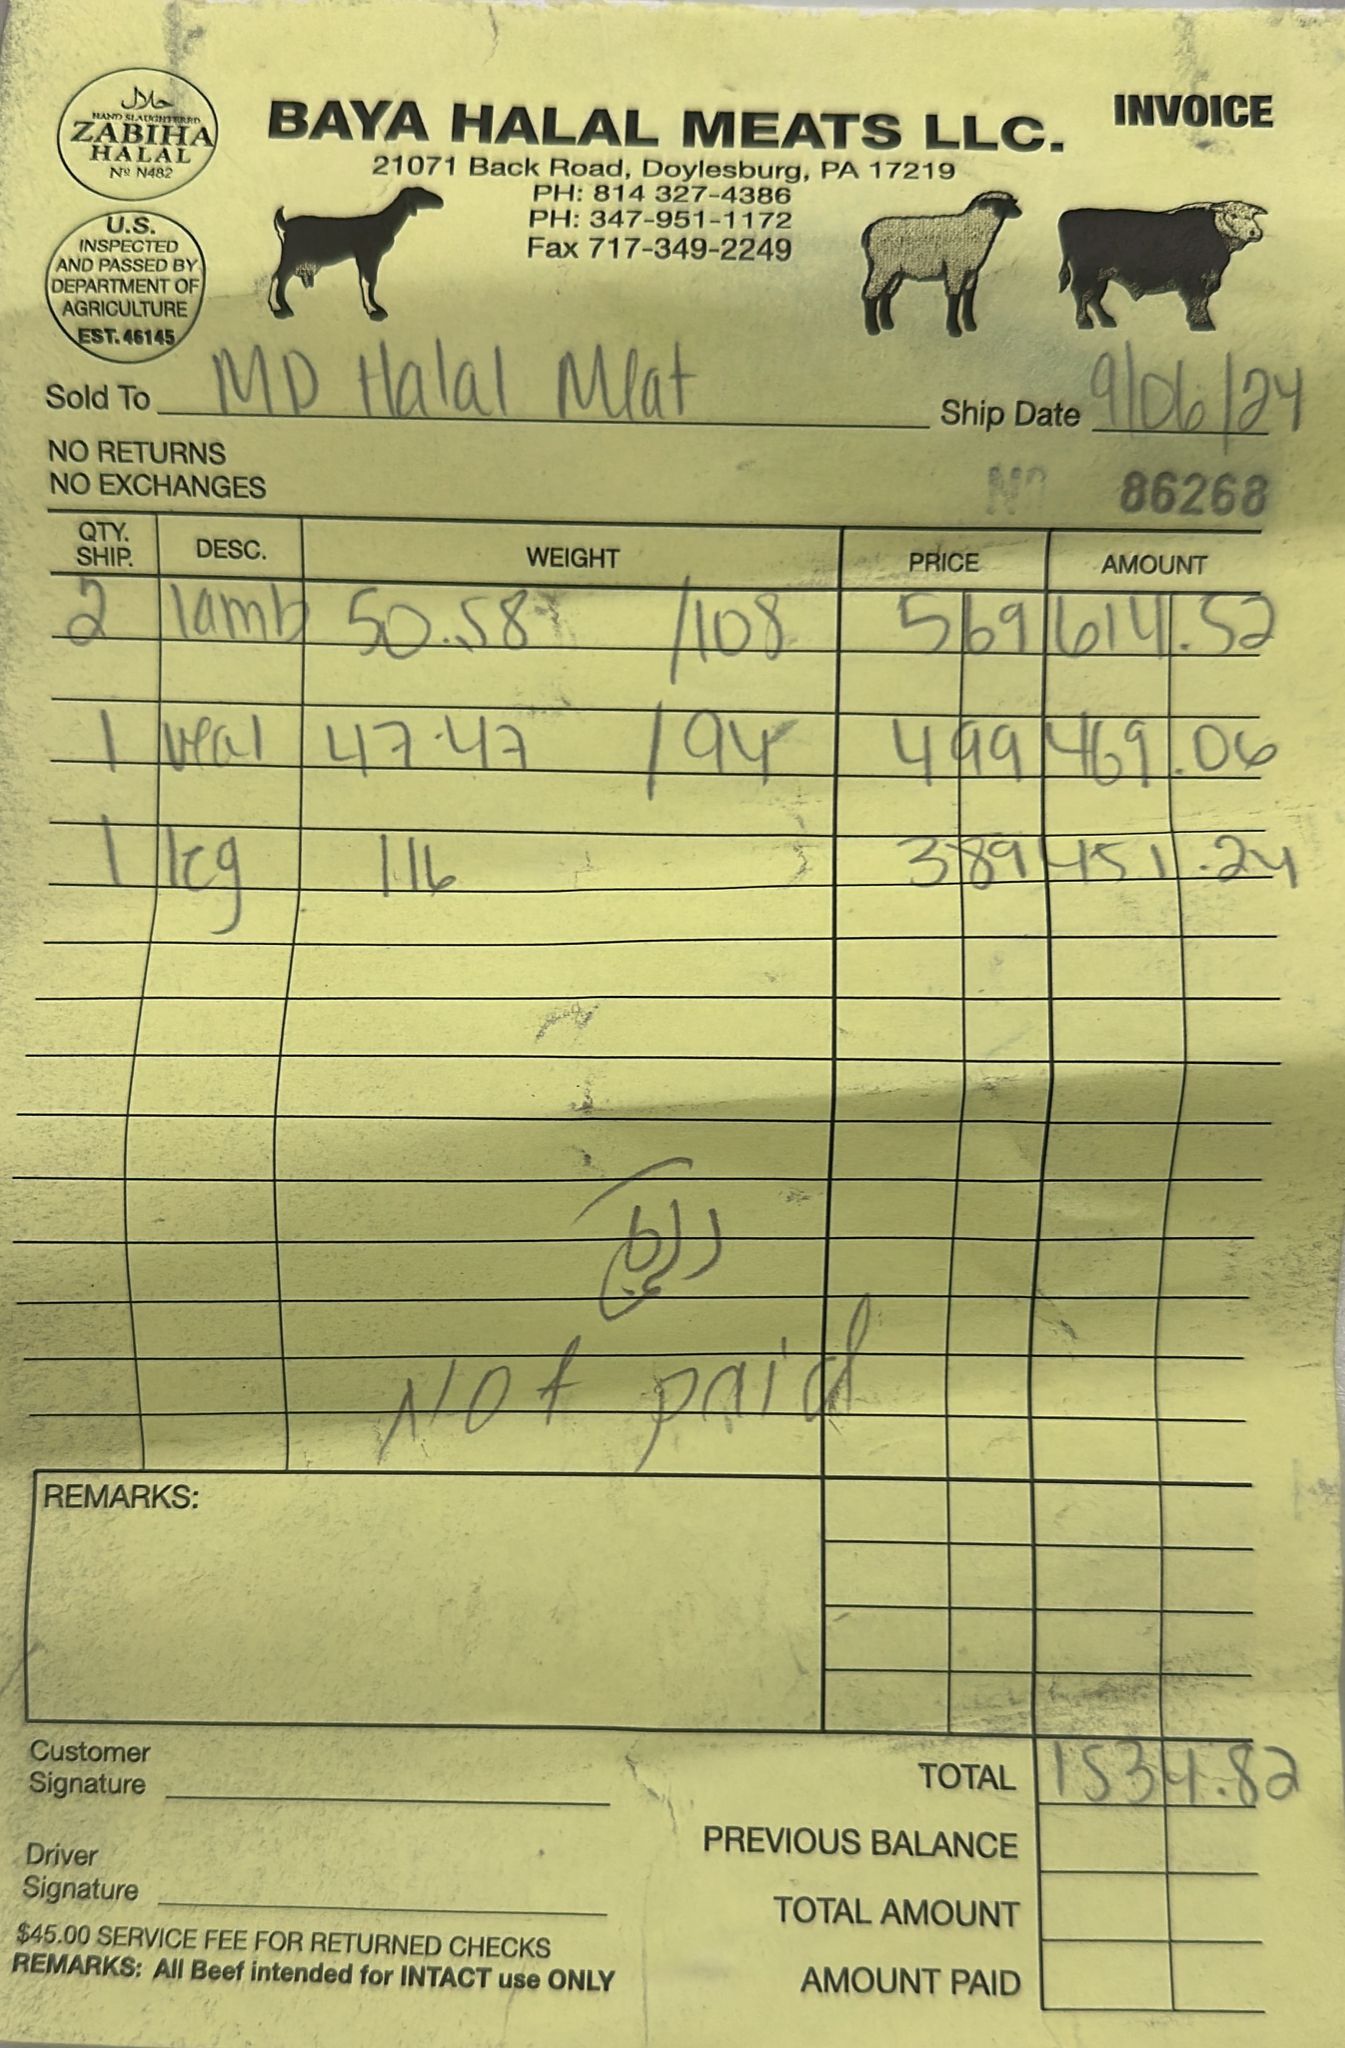 حلال
HAND SLAUGHTERED
ZABIHA
HALAL
Nº N482
BAYA HALAL MEATS LLC.
INVOICE
21071 Back Road, Doylesburg, PA 17219
PH: 814 327-4386
PH: 347-951-1172
Fax 717-349-2249
U.S.
INSPECTED
AND PASSED BY
DEPARTMENT OF
AGRICULTURE
EST. 46145
Sold To MD Halal Meat Ship Date 9/06/24
NO RETURNS
NO EXCHANGES
No 86268
QTY. SHIP. DESC. WEIGHT PRICE AMOUNT
2 lamb 50.58 /108 569 614.52
1 veal 47.47 /94 499 469.06
1 kg 116 389 451.24
Not paid
REMARKS:
Customer
Signature
TOTAL 1534.82
PREVIOUS BALANCE
Driver
Signature
TOTAL AMOUNT
$45.00 SERVICE FEE FOR RETURNED CHECKS
REMARKS: All Beef intended for INTACT use ONLY
AMOUNT PAID